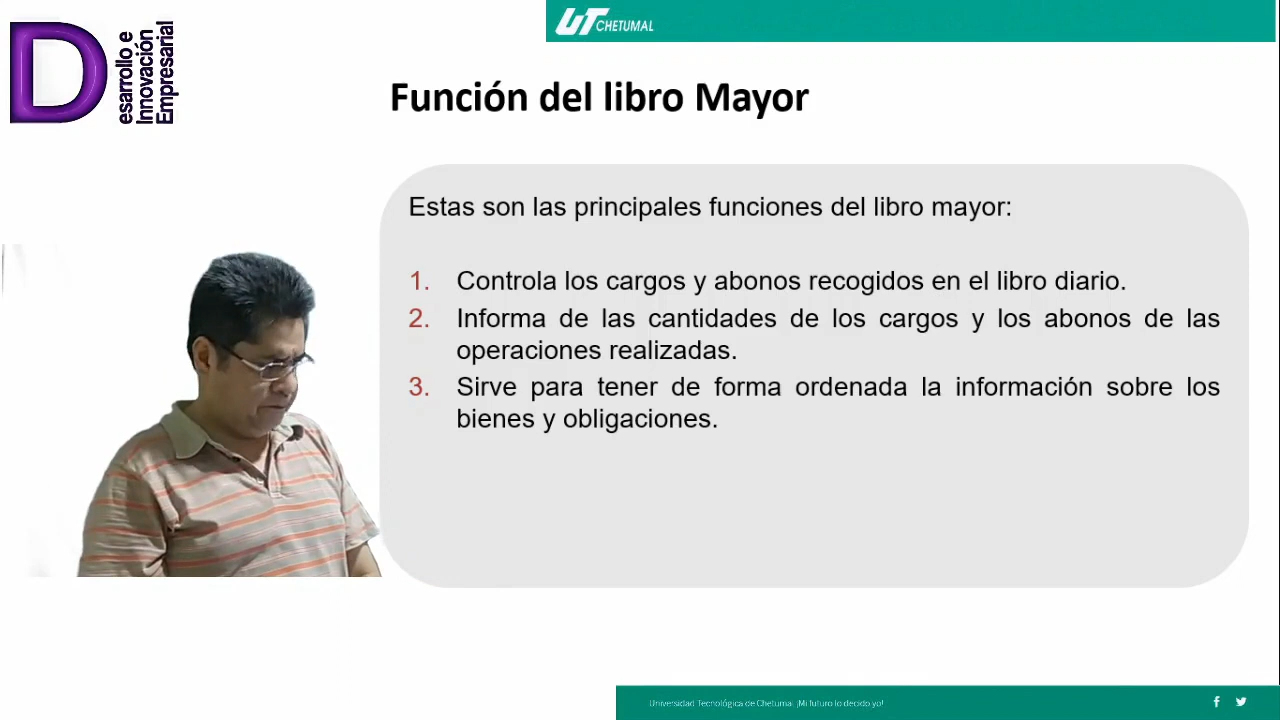 UT CHETUMAL
D
esarrollo e
Innovación
Empresarial
Función del libro Mayor
Estas son las principales funciones del libro mayor:
1. Controla los cargos y abonos recogidos en el libro diario.
2. Informa de las cantidades de los cargos y los abonos de las
operaciones realizadas.
3. Sirve para tener de forma ordenada la información sobre los
bienes y obligaciones.
Universidad Tecnológica de Chetumal ¡Mi futuro lo decido yo!